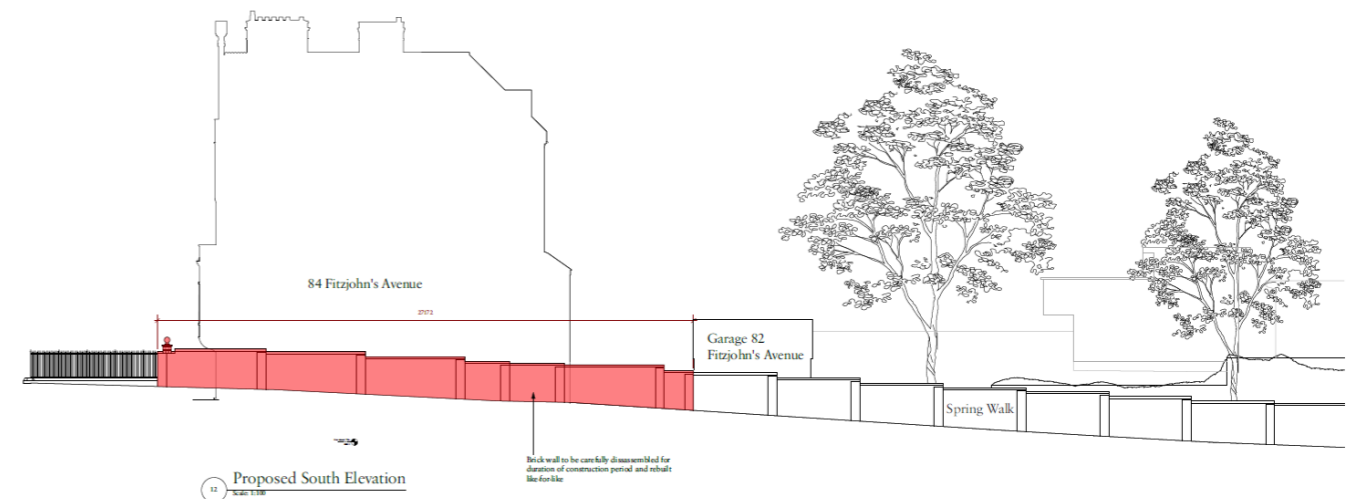 84 Fitzjohn's Avenue
27172
Garage 82
Fitzjohn's Avenue
Spring Walk
Brick wall to be carefully disassembled for
duration of construction period and rebuilt
like-for-like
12
Proposed South Elevation
Scale: 1:100